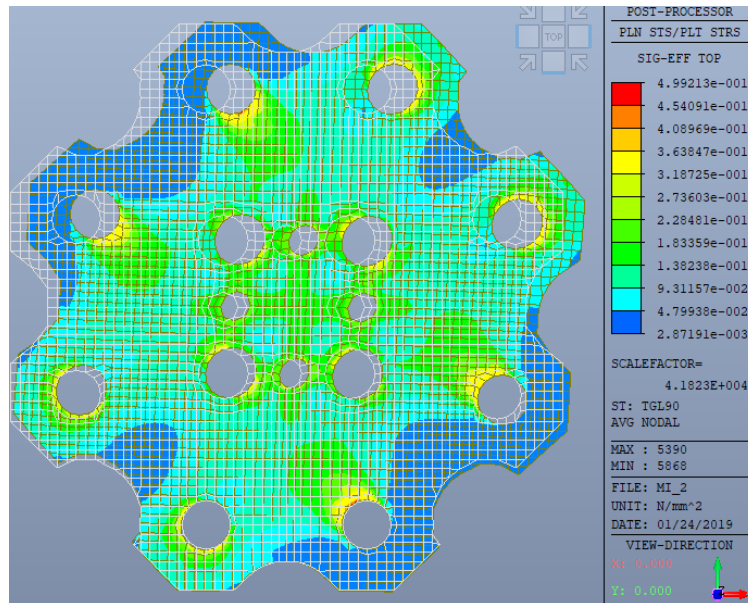 TOP
POST-PROCESSOR
PLN STS/PLT STRS
SIG-EFF TOP
4.99213e-001
4.54091e-001
4.08969e-001
3.63847e-001
3.18725e-001
2.73603e-001
2.28481e-001
1.83359e-001
1.38238e-001
9.31157e-002
4.79938e-002
2.87191e-003
SCALEFACTOR=
4.1823E+004
ST: TGL90
AVG NODAL
MAX : 5390
MIN : 5868
FILE: MI_2
UNIT: N/mm^2
DATE: 01/24/2019
VIEW-DIRECTION
X: 0.000
Y: 0.000